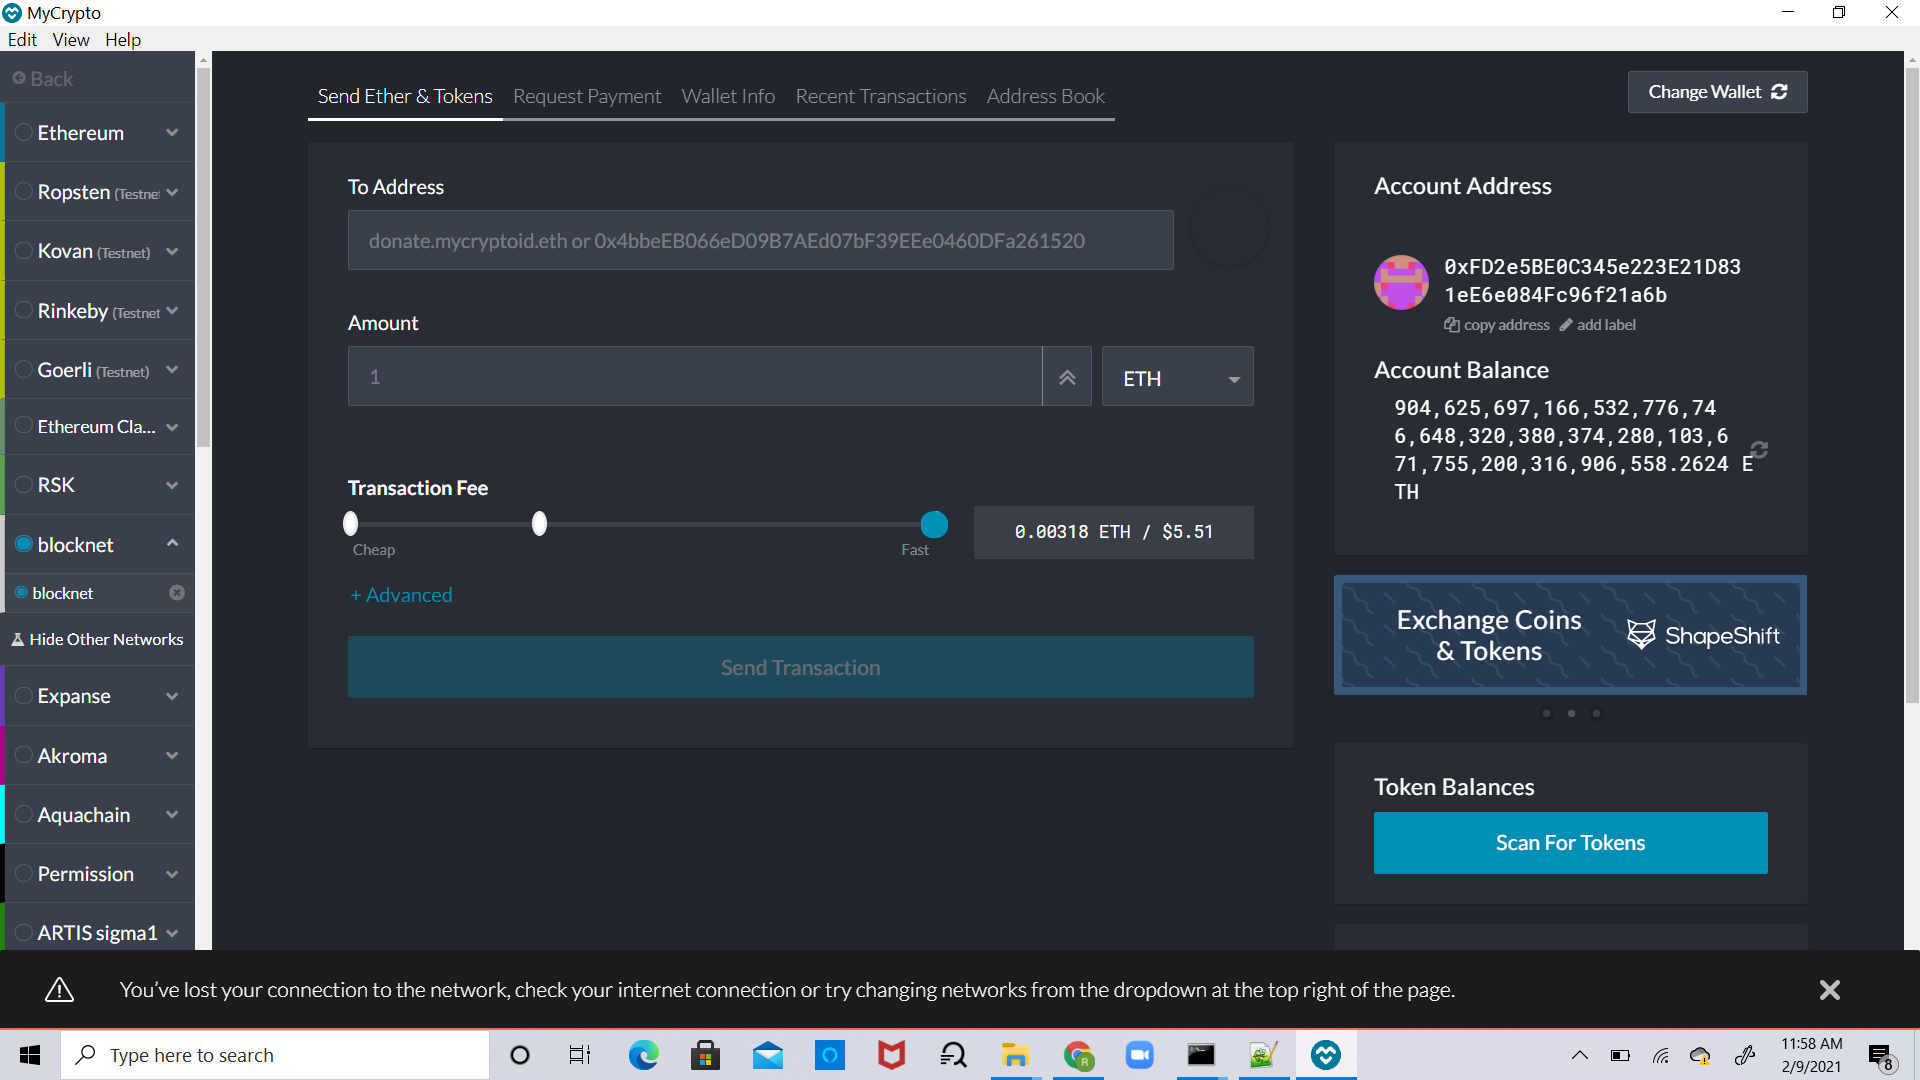 MyCrypto
Edit View Help
Back
Ethereum
Ropsten (Testnet
Kovan (Testnet)
Rinkeby (Testnet
Goerli (Testnet)
Ethereum Cla...
RSK
blocknet
blocknet
Hide Other Networks
Expanse
Akroma
Aquachain
Permission
ARTIS sigma1
Send Ether & Tokens Request Payment Wallet Info Recent Transactions Address Book
Change Wallet
To Address
donate.mycryptoid.eth or 0x4bbeEB066eD09B7AEd07bF39EEe0460DFa261520
Amount
1
ETH
Transaction Fee
Cheap
Fast
0.00318 ETH / $5.51
+ Advanced
Send Transaction
Account Address
0xFD2e5BE0C345e223E21D83
1eE6e084Fc96f21a6b
copy address add label
Account Balance
904,625,697,166,532,776,74
6,648,320,380,374,280,103,6
71,755,200,316,906,558.2624 E
TH
Exchange Coins
& Tokens
ShapeShift
Token Balances
Scan For Tokens
You've lost your connection to the network, check your internet connection or try changing networks from the dropdown at the top right of the page.
Type here to search
R
11:58 AM
2/9/2021
8